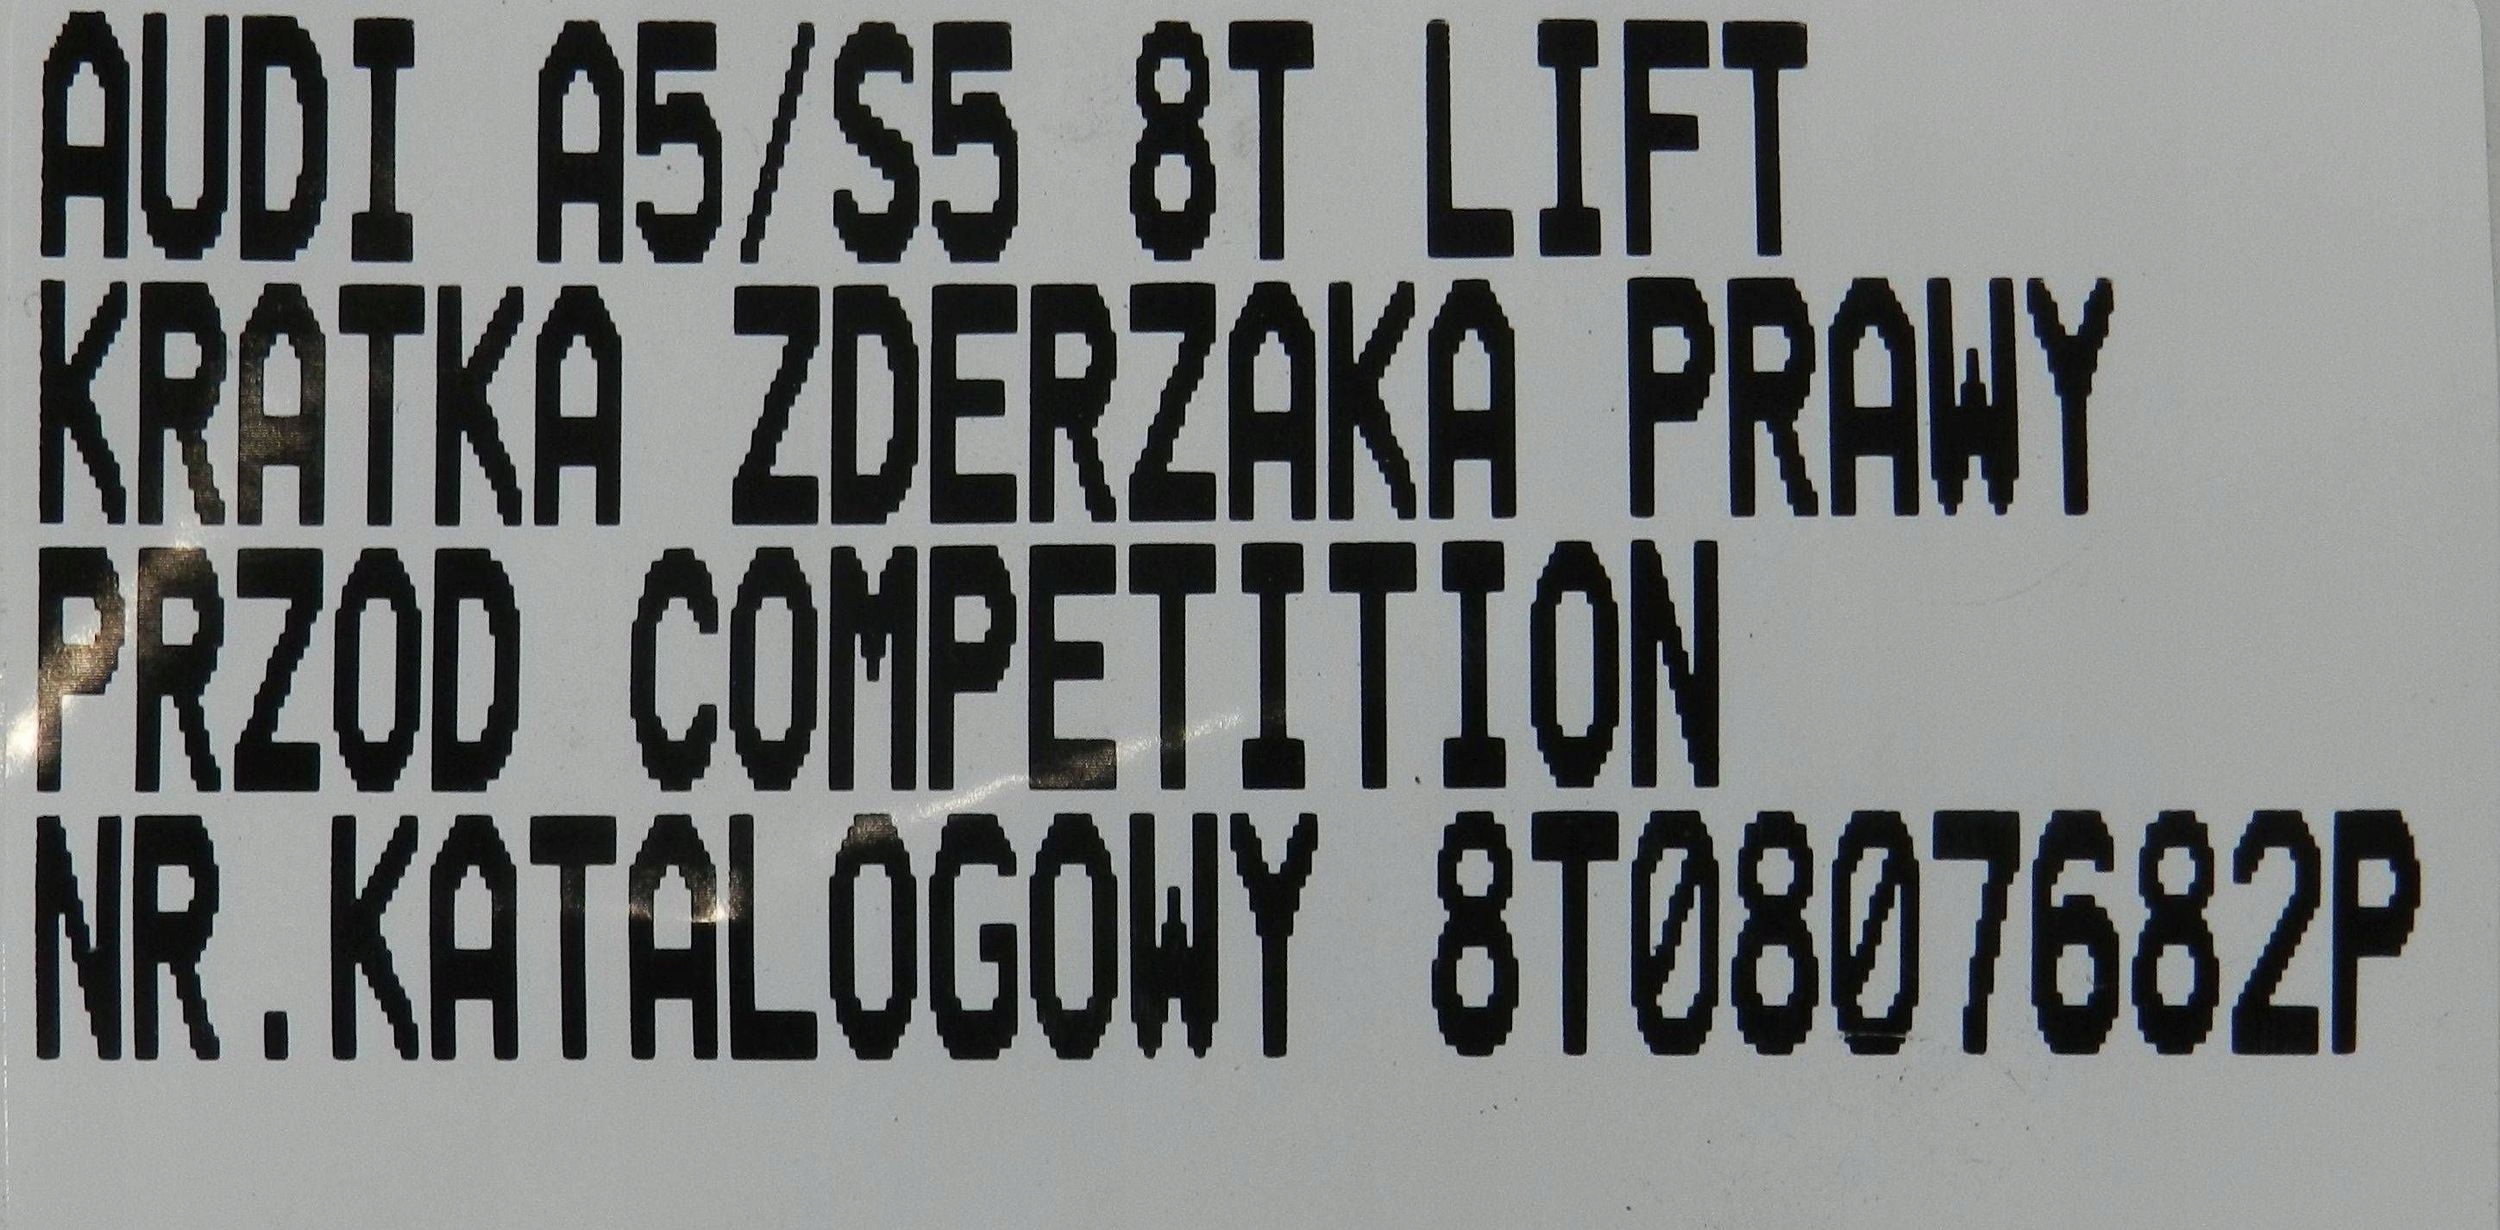 AUDI A5/S5 8T LIFT
KRATKA ZDERZAKA PRAWY
PRZOD COMPETITION
NR.KATALOGOWY 8T0807682P